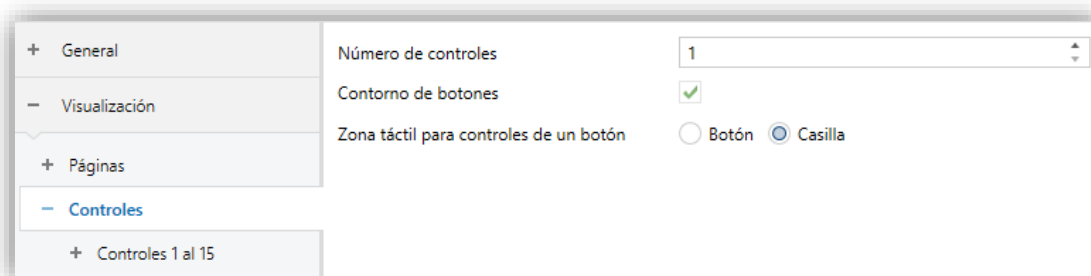 + General
− Visualización
+ Páginas
− Controles
+ Controles 1 al 15
Número de controles 1
Contorno de botones
Zona táctil para controles de un botón Botón Casilla